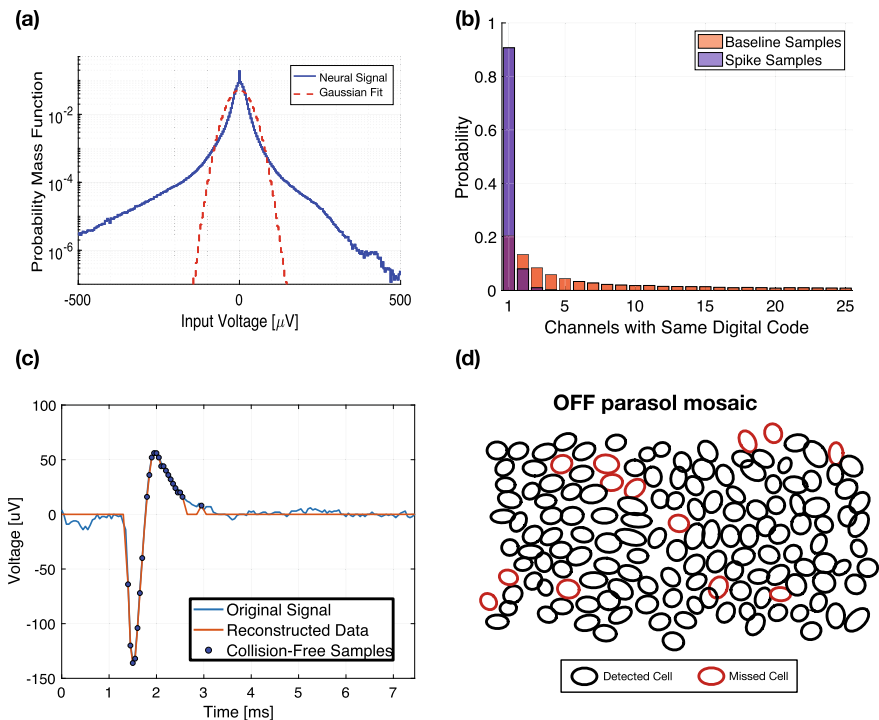 (a)
Probability Mass Function
10^-2
10^-4
10^-6
Neural Signal
Gaussian Fit
-500
0
500
Input Voltage [μV]
(b)
Probability
1
0.8
0.6
0.4
0.2
0
Baseline Samples
Spike Samples
1 5 10 15 20 25
Channels with Same Digital Code
(c)
Voltage [uV]
100
50
0
-50
-100
-150
Original Signal
Reconstructed Data
Collision-Free Samples
0 1 2 3 4 5 6 7
Time [ms]
(d)
OFF parasol mosaic
Detected Cell
Missed Cell